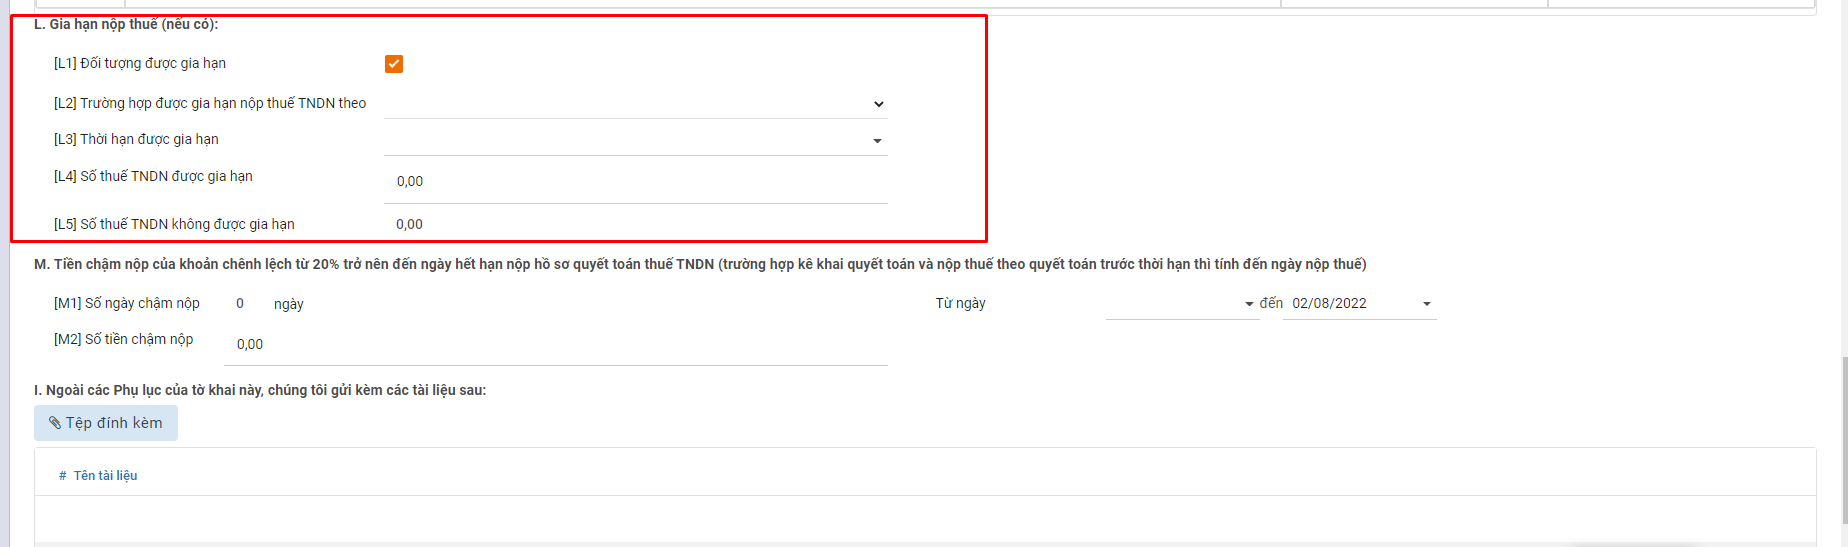 L. Gia hạn nộp thuế (nếu có):
[L1] Đối tượng được gia hạn
[L2] Trường hợp được gia hạn nộp thuế TNDN theo
[L3] Thời hạn được gia hạn
[L4] Số thuế TNDN được gia hạn 0,00
[L5] Số thuế TNDN không được gia hạn 0,00
M. Tiền chậm nộp của khoản chênh lệch từ 20% trở nên đến ngày hết hạn nộp hồ sơ quyết toán thuế TNDN (trường hợp kê khai quyết toán và nộp thuế theo quyết toán trước thời hạn thì tính đến ngày nộp thuế)
[M1] Số ngày chậm nộp 0 ngày Từ ngày đến 02/08/2022
[M2] Số tiền chậm nộp 0,00
I. Ngoài các Phụ lục của tờ khai này, chúng tôi gửi kèm các tài liệu sau:
Tệp đính kèm
# Tên tài liệu